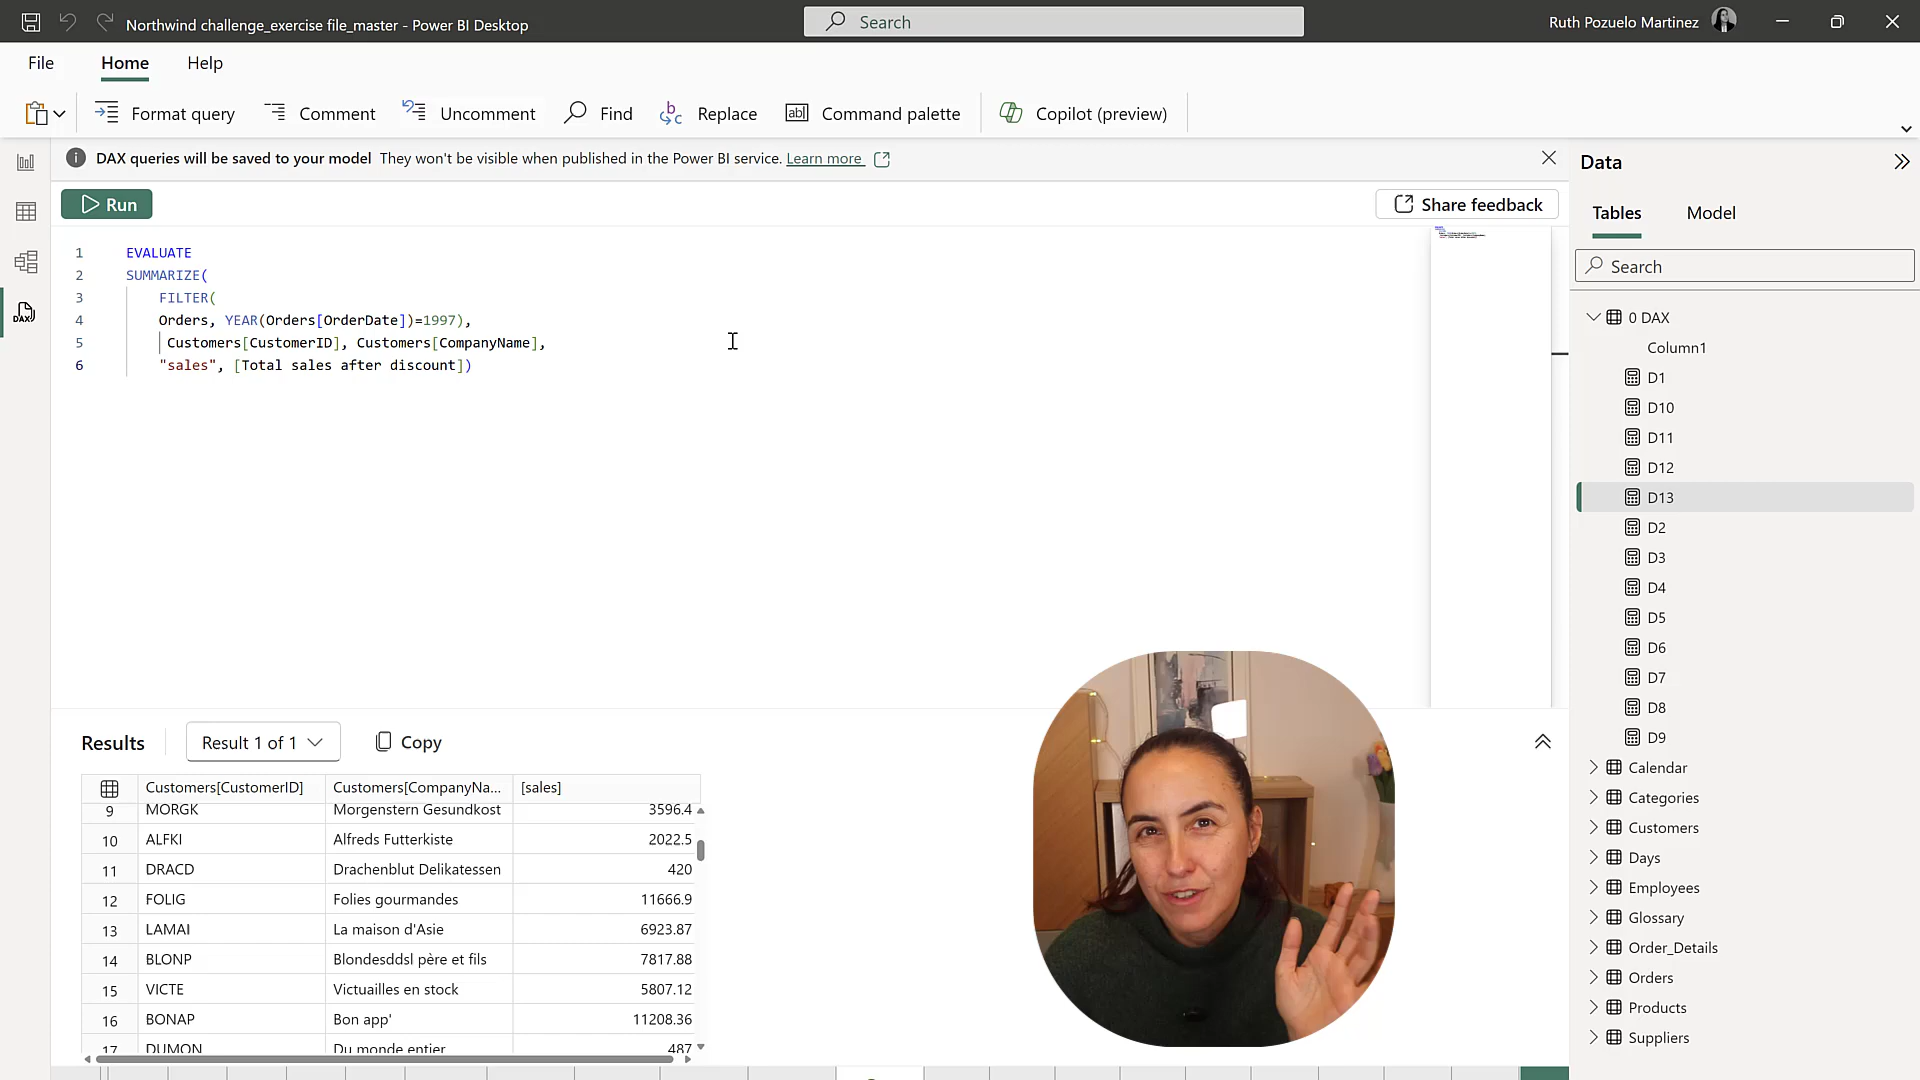 Northwind challenge_exercise file_master - Power BI Desktop
Search
Ruth Pozuelo Martinez
File
Home
Help
Format query
Comment
Uncomment
Find
Replace
Command palette
Copilot (preview)
DAX queries will be saved to your model They won't be visible when published in the Power BI service. Learn more
Run
Share feedback
1 EVALUATE
2 SUMMARIZE(
3 FILTER(
4 Orders, YEAR(Orders[OrderDate])=1997),
5 Customers[CustomerID], Customers[CompanyName],
6 "sales", [Total sales after discount])
Results
Result 1 of 1
Copy
Customers[CustomerID] Customers[CompanyNa... [sales]
9 MORGK Morgenstern Gesundkost 3596.4
10 ALFKI Alfreds Futterkiste 2022.5
11 DRACD Drachenblut Delikatessen 420
12 FOLIG Folies gourmandes 11666.9
13 LAMAI La maison d'Asie 6923.87
14 BLONP Blondesddsl père et fils 7817.88
15 VICTE Victuailles en stock 5807.12
16 BONAP Bon app' 11208.36
17 DUMON Du monde entier 487
Data
Tables
Model
Search
0 DAX
Column1
D1
D10
D11
D12
D13
D2
D3
D4
D5
D6
D7
D8
D9
Calendar
Categories
Customers
Days
Employees
Glossary
Order_Details
Orders
Products
Suppliers
DAX